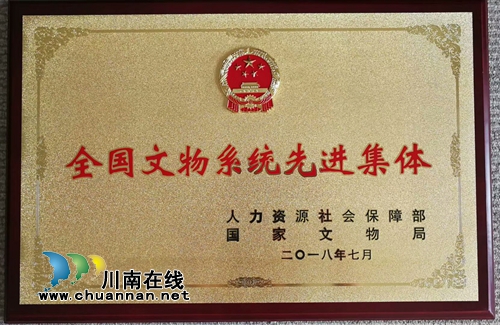 全国文物系统先进集体
人力资源社会保障部
国家文物局
二〇一八年七月
川南在线
www.chuannan.net